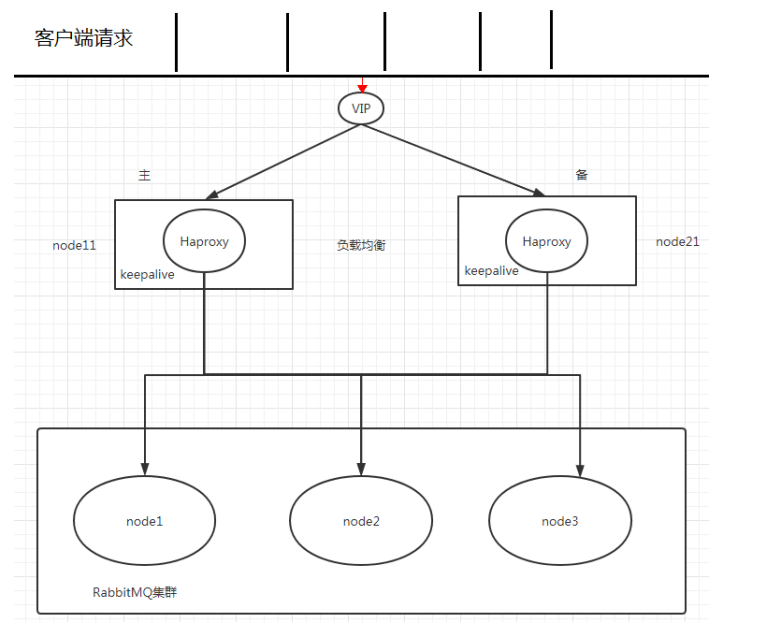 客户端请求
VIP
主
备
node11
Haproxy
keepalive
负载均衡
Haproxy
keepalive
node21
node1
node2
node3
RabbitMQ集群